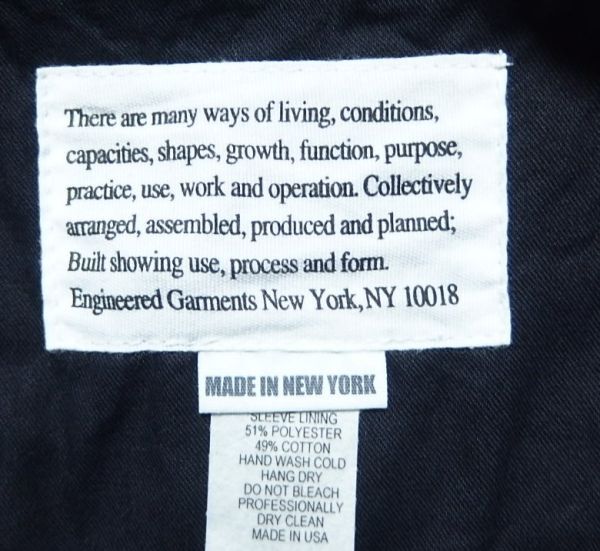 There are many ways of living, conditions,
capacities, shapes, growth, function, purpose,
practice, use, work and operation. Collectively
arranged, assembled, produced and planned;
Built showing use, process and form.
Engineered Garments New York,NY 10018
MADE IN NEW YORK
SLEEVE LINING
51% POLYESTER
49% COTTON
HAND WASH COLD
HANG DRY
DO NOT BLEACH
PROFESSIONALLY
DRY CLEAN
MADE IN USA